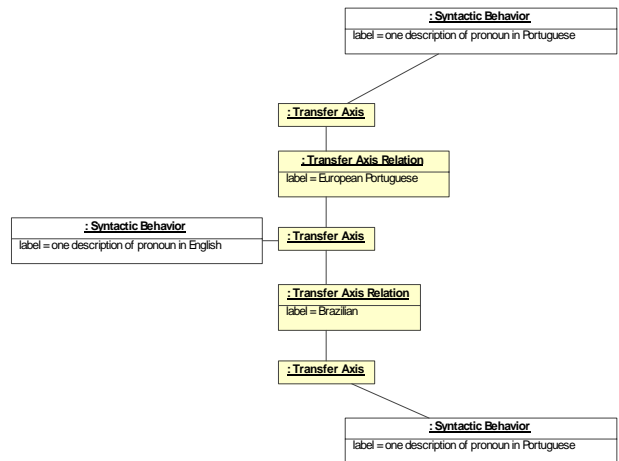 : Syntactic Behavior
label = one description of pronoun in Portuguese
: Transfer Axis
: Transfer Axis Relation
label = European Portuguese
: Syntactic Behavior
label = one description of pronoun in English
: Transfer Axis
: Transfer Axis Relation
label = Brazilian
: Transfer Axis
: Syntactic Behavior
label = one description of pronoun in Portuguese